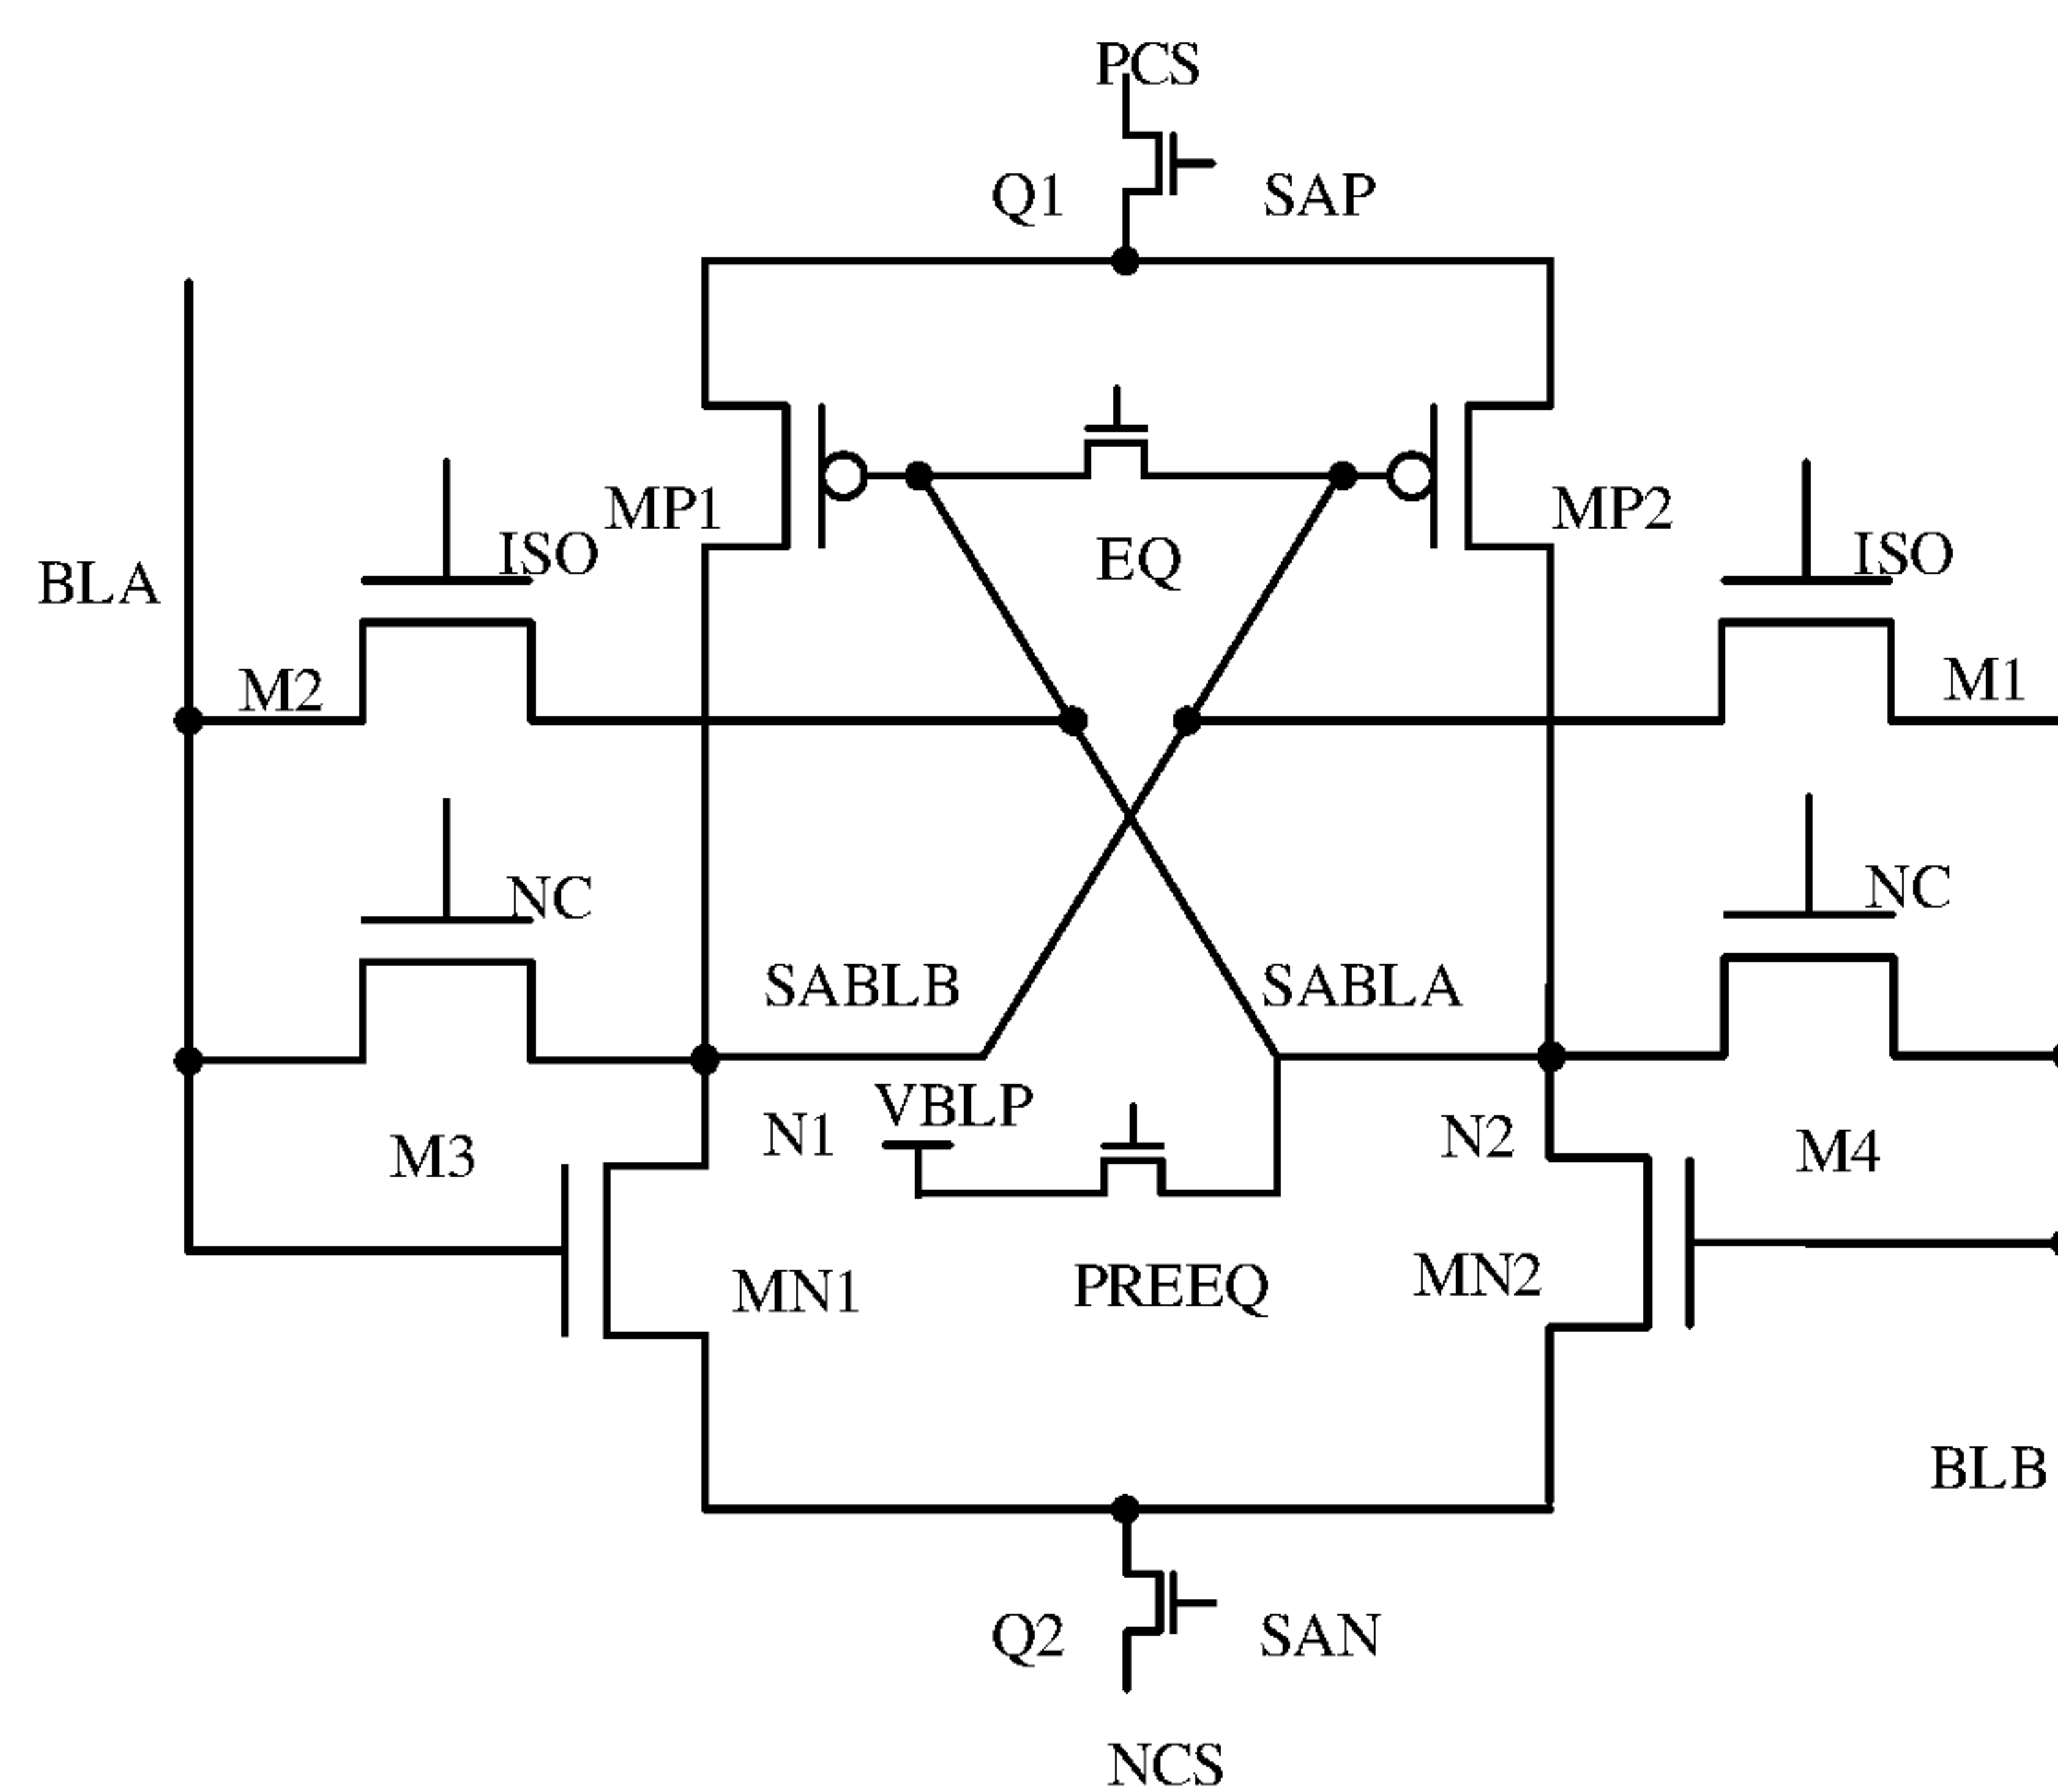 PCS
Q1
SAP
MP1
MP2
ISO
EQ
ISO
BLA
M2
M1
NC
NC
SABLB
SABLA
VBLP
N1
N2
M3
M4
MN1
PREEQ
MN2
BLB
Q2
SAN
NCS